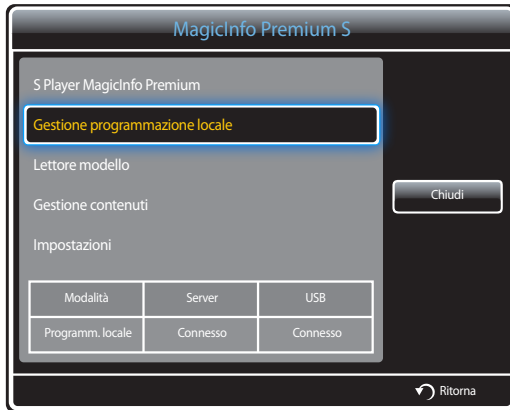 MagicInfo Premium S
S Player MagicInfo Premium
Gestione programmazione locale
Lettore modello
Gestione contenuti
Impostazioni
Chiudi
Modalità Server USB
Programm. locale Connesso Connesso
Ritorna